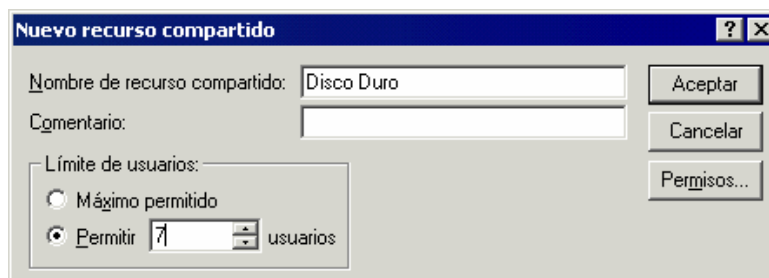 Nuevo recurso compartido
Nombre de recurso compartido: Disco Duro Aceptar
Comentario: Cancelar
Límite de usuarios: Permisos...
Máximo permitido
Permitir 7 usuarios